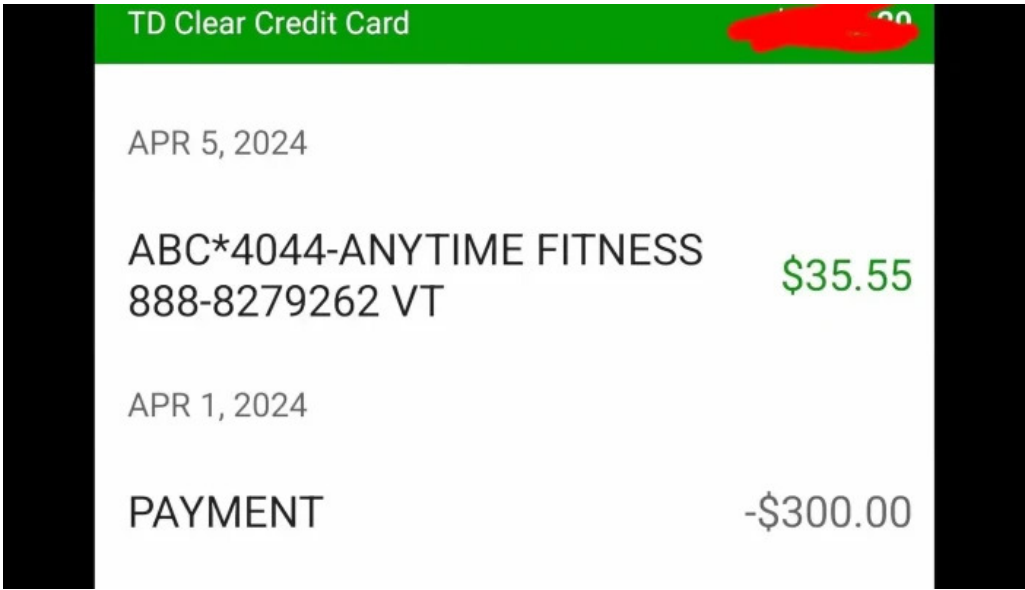 TD Clear Credit Card
APR 5, 2024
ABC*4044-ANYTIME FITNESS
888-8279262 VT
$35.55
APR 1, 2024
PAYMENT
-$300.00